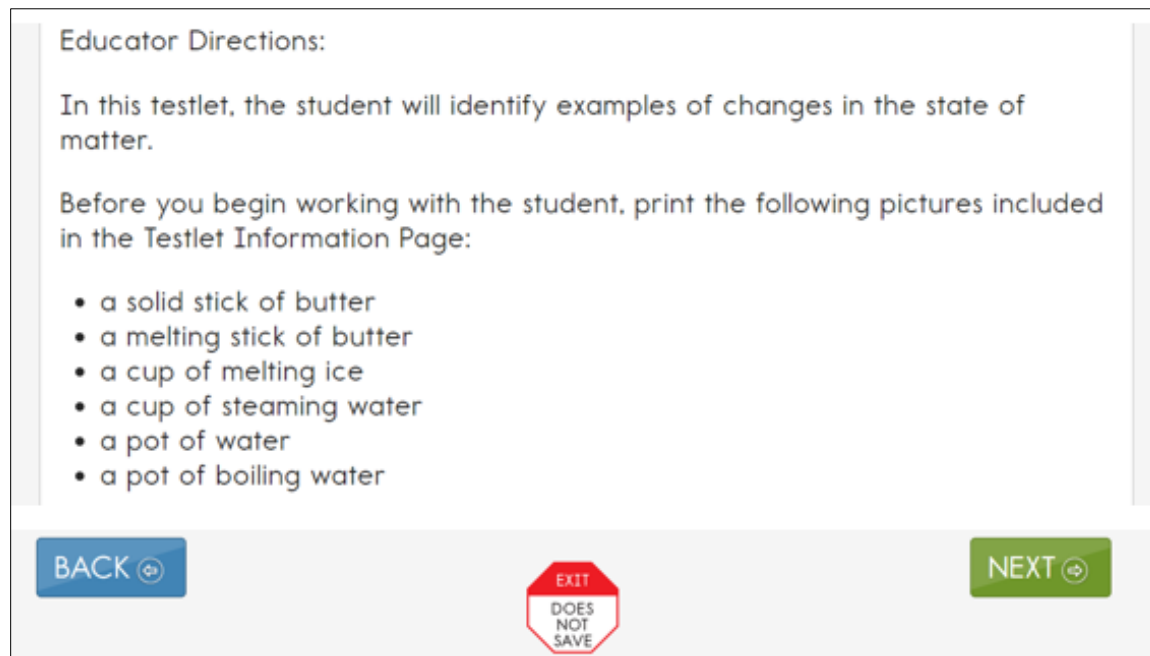 Educator Directions:
In this testlet, the student will identify examples of changes in the state of
matter.
Before you begin working with the student, print the following pictures included
in the Testlet Information Page:
• a solid stick of butter
• a melting stick of butter
• a cup of melting ice
• a cup of steaming water
• a pot of water
• a pot of boiling water
BACK
NEXT
EXIT
DOES
NOT
SAVE